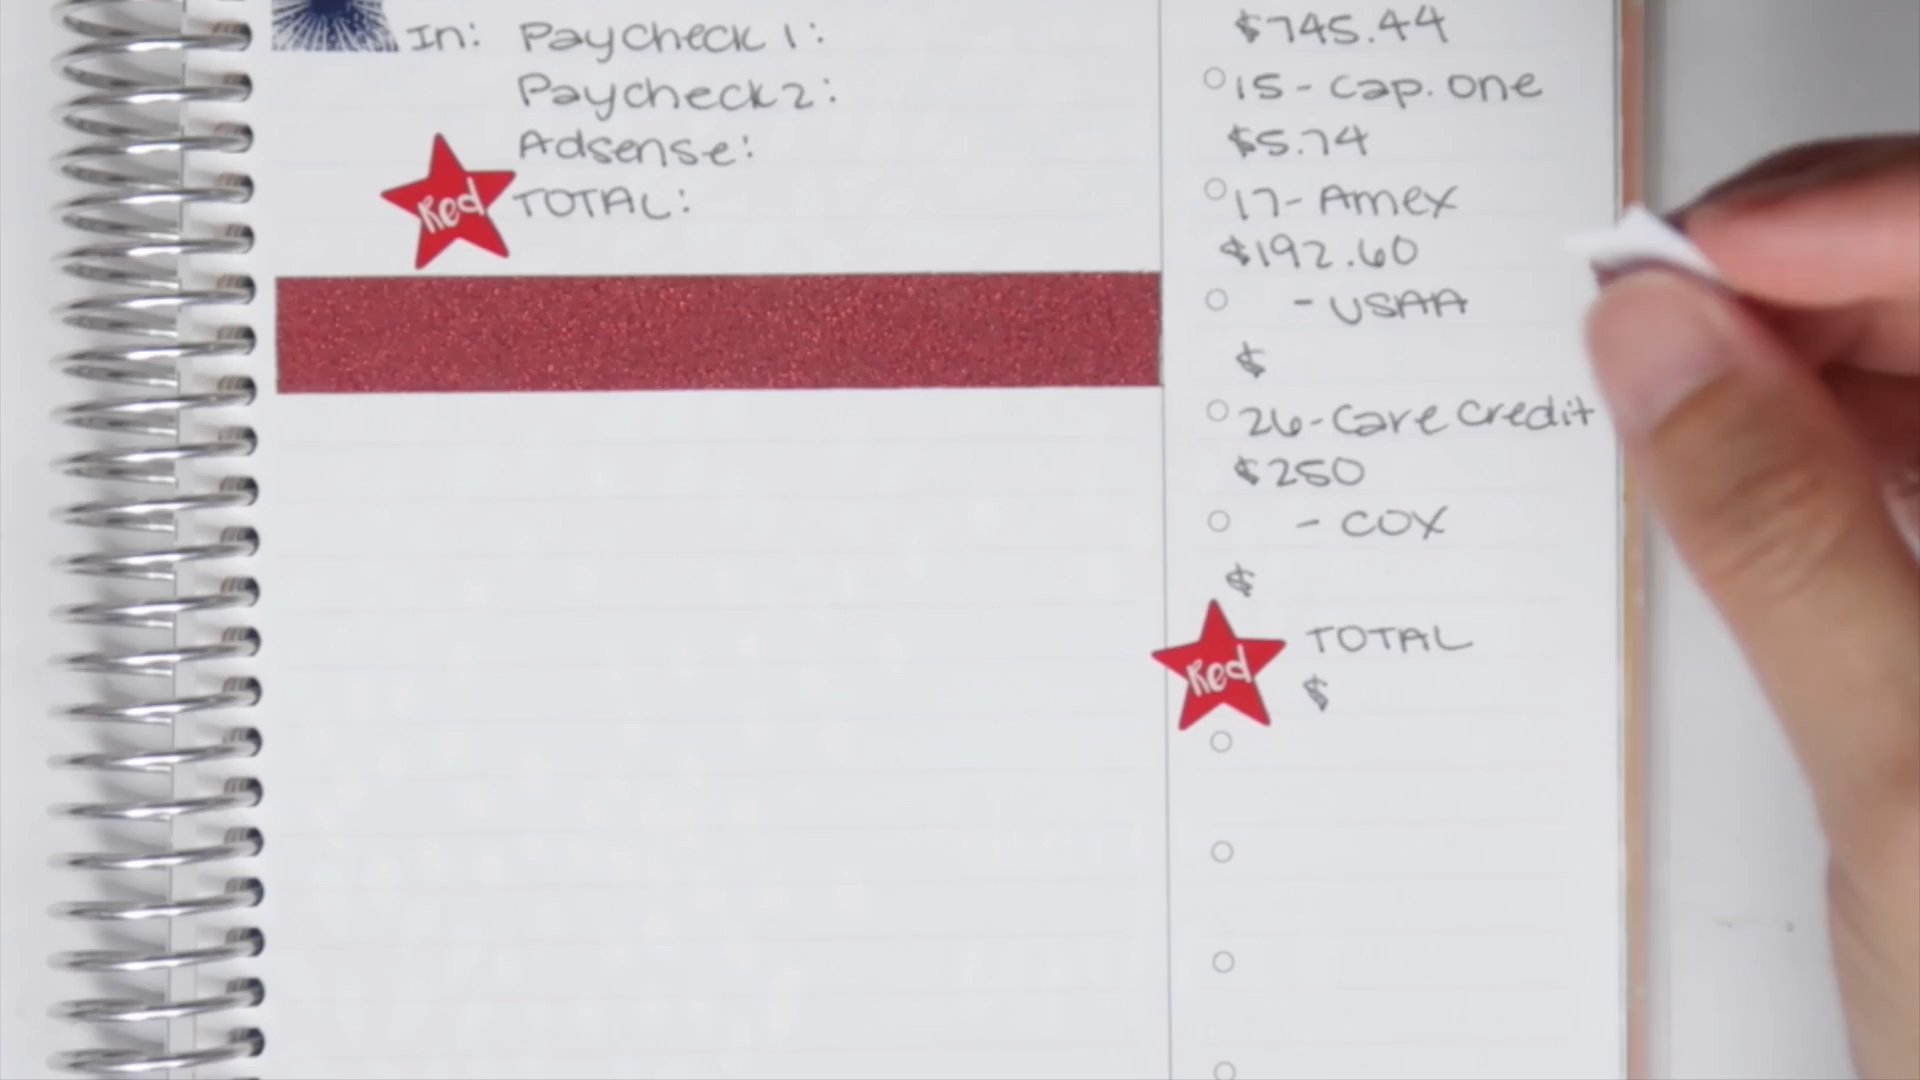 In: Paycheck 1:
Paycheck 2:
Adsense:
Red TOTAL:
$745.44
15 - Cap. One
$5.74
17 - Amex
$192.60
- USAA
$
26 - Care Credit
$250
- COX
$
Red TOTAL
$